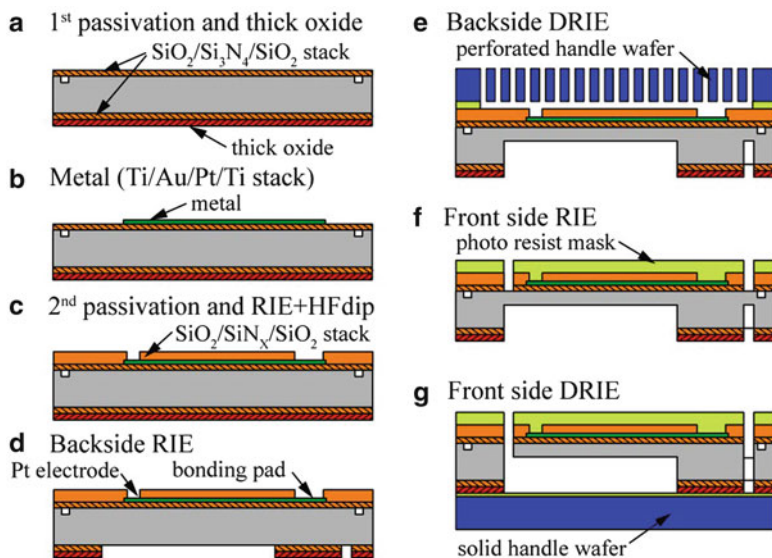 a 1st passivation and thick oxide
SiO2/Si3N4/SiO2 stack
thick oxide
b Metal (Ti/Au/Pt/Ti stack)
metal
c 2nd passivation and RIE+HFdip
SiO2/SiNX/SiO2 stack
d Backside RIE
Pt electrode
bonding pad
e Backside DRIE
perforated handle wafer
f Front side RIE
photo resist mask
g Front side DRIE
solid handle wafer